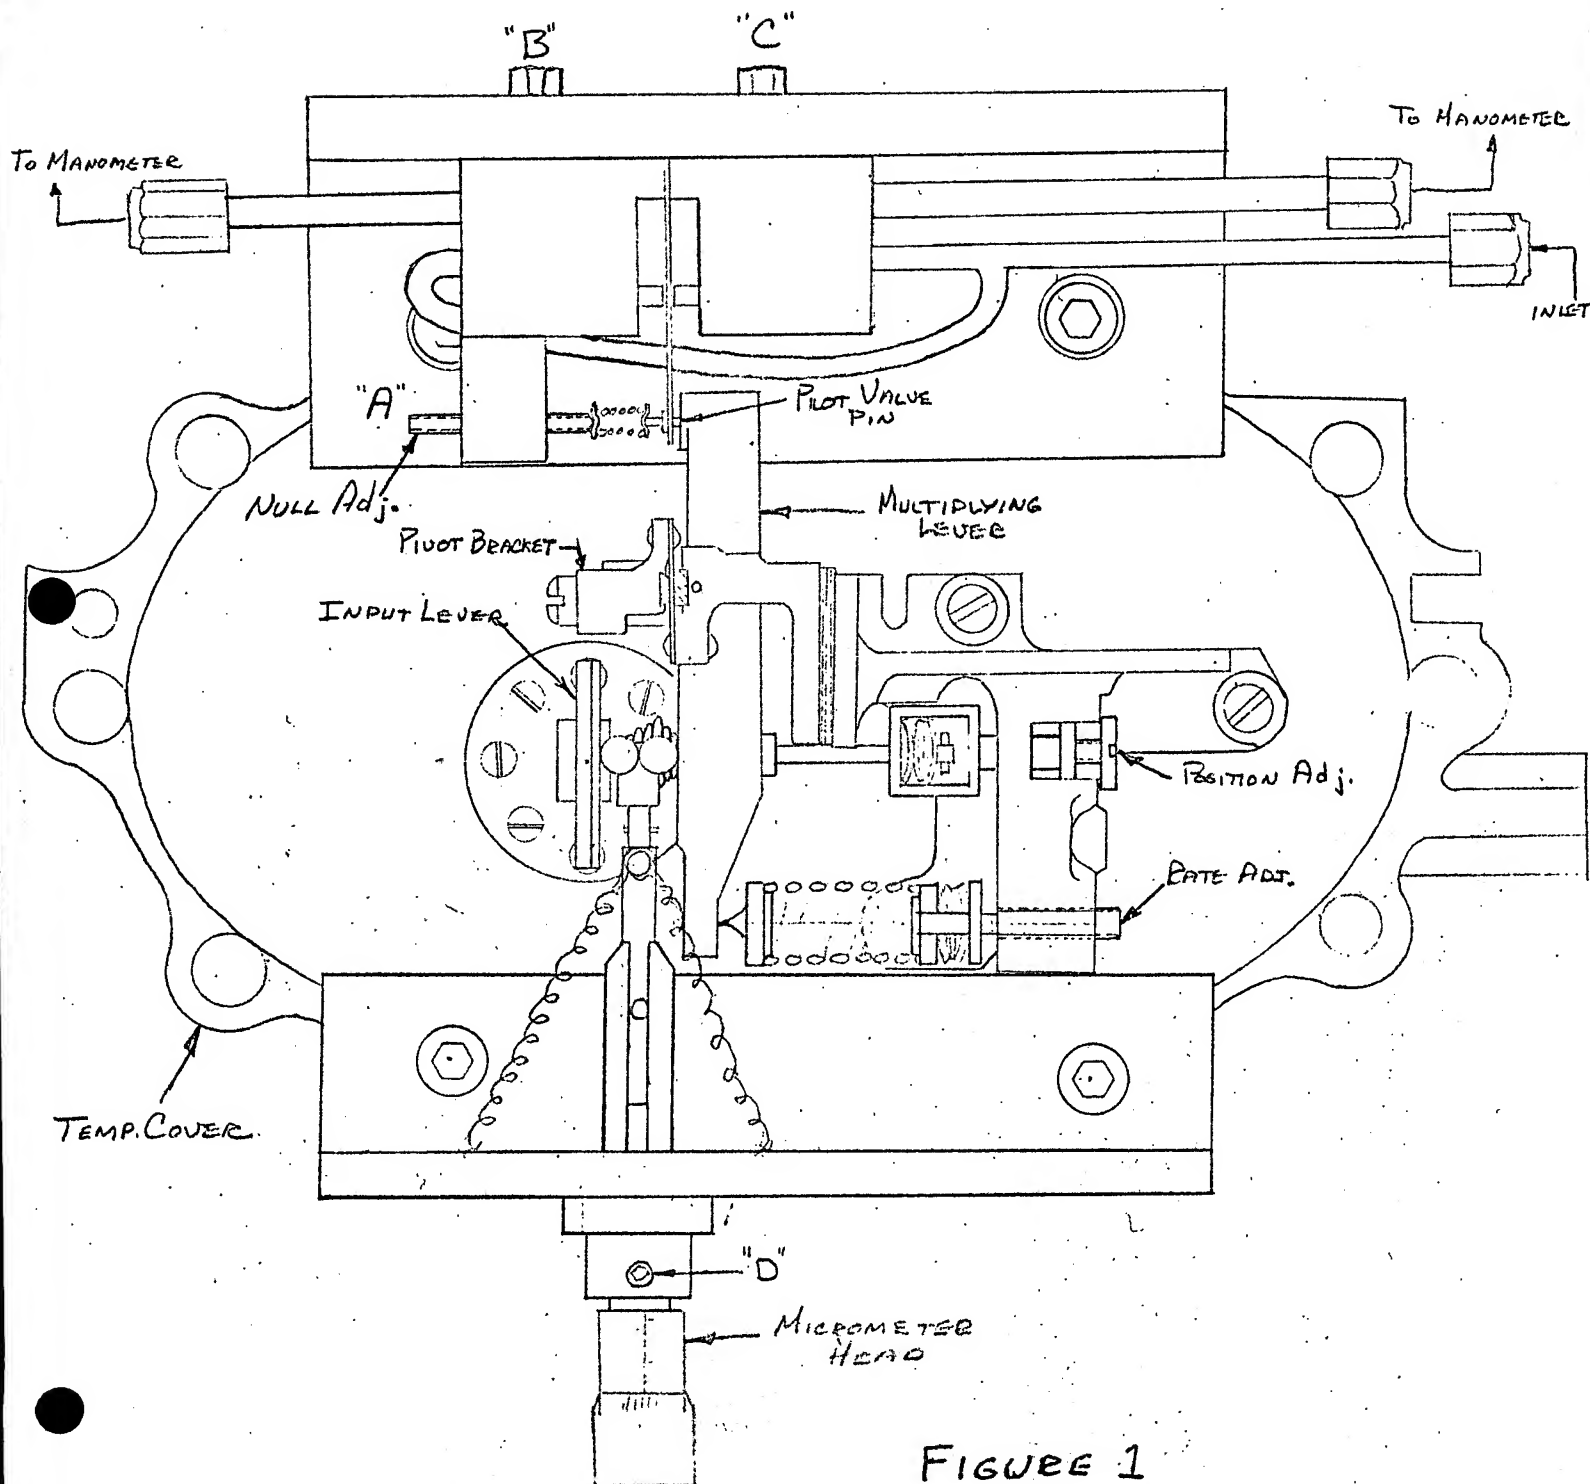 "B"
"C"
To MANOMETER
To MANOMETER
INLET
"A"
PILOT VALVE
PIN
NULL Adj.
MULTIPLYING
LEVER
PIVOT BRACKET
INPUT LEVER
POSITION Adj.
RATE ADJ.
TEMP. COVER
"D"
MICROMETER
HEAD
FIGURE 1